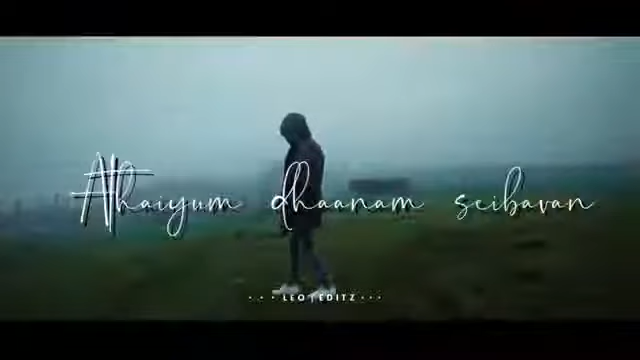 Athaiyum dhaanam seibavan
••• LEO | EDITZ •••